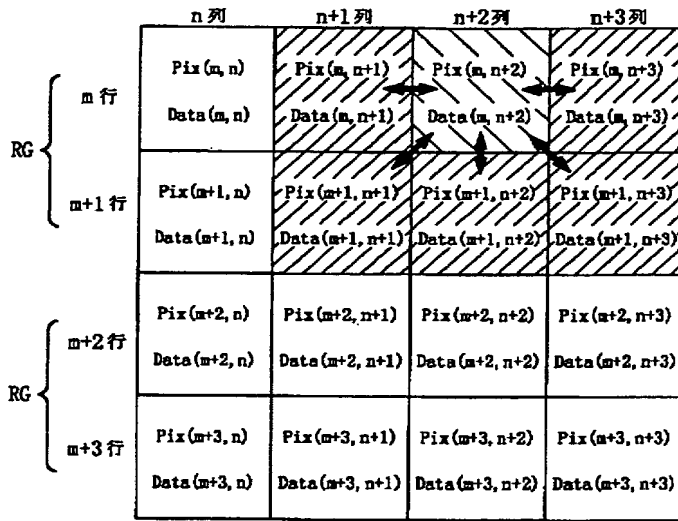 n 列 n+1列 n+2列 n+3列
Pix(m,n) Pix(m,n+1) Pix(m,n+2) Pix(m,n+3)
m 行
Data(m,n) Data(m,n+1) Data(m,n+2) Data(m,n+3)
RG
Pix(m+1,n) Pix(m+1,n+1) Pix(m+1,n+2) Pix(m+1,n+3)
m+1 行
Data(m+1,n) Data(m+1,n+1) Data(m+1,n+2) Data(m+1,n+3)
Pix(m+2,n) Pix(m+2,n+1) Pix(m+2,n+2) Pix(m+2,n+3)
m+2 行
Data(m+2,n) Data(m+2,n+1) Data(m+2,n+2) Data(m+2,n+3)
RG
Pix(m+3,n) Pix(m+3,n+1) Pix(m+3,n+2) Pix(m+3,n+3)
m+3 行
Data(m+3,n) Data(m+3,n+1) Data(m+3,n+2) Data(m+3,n+3)